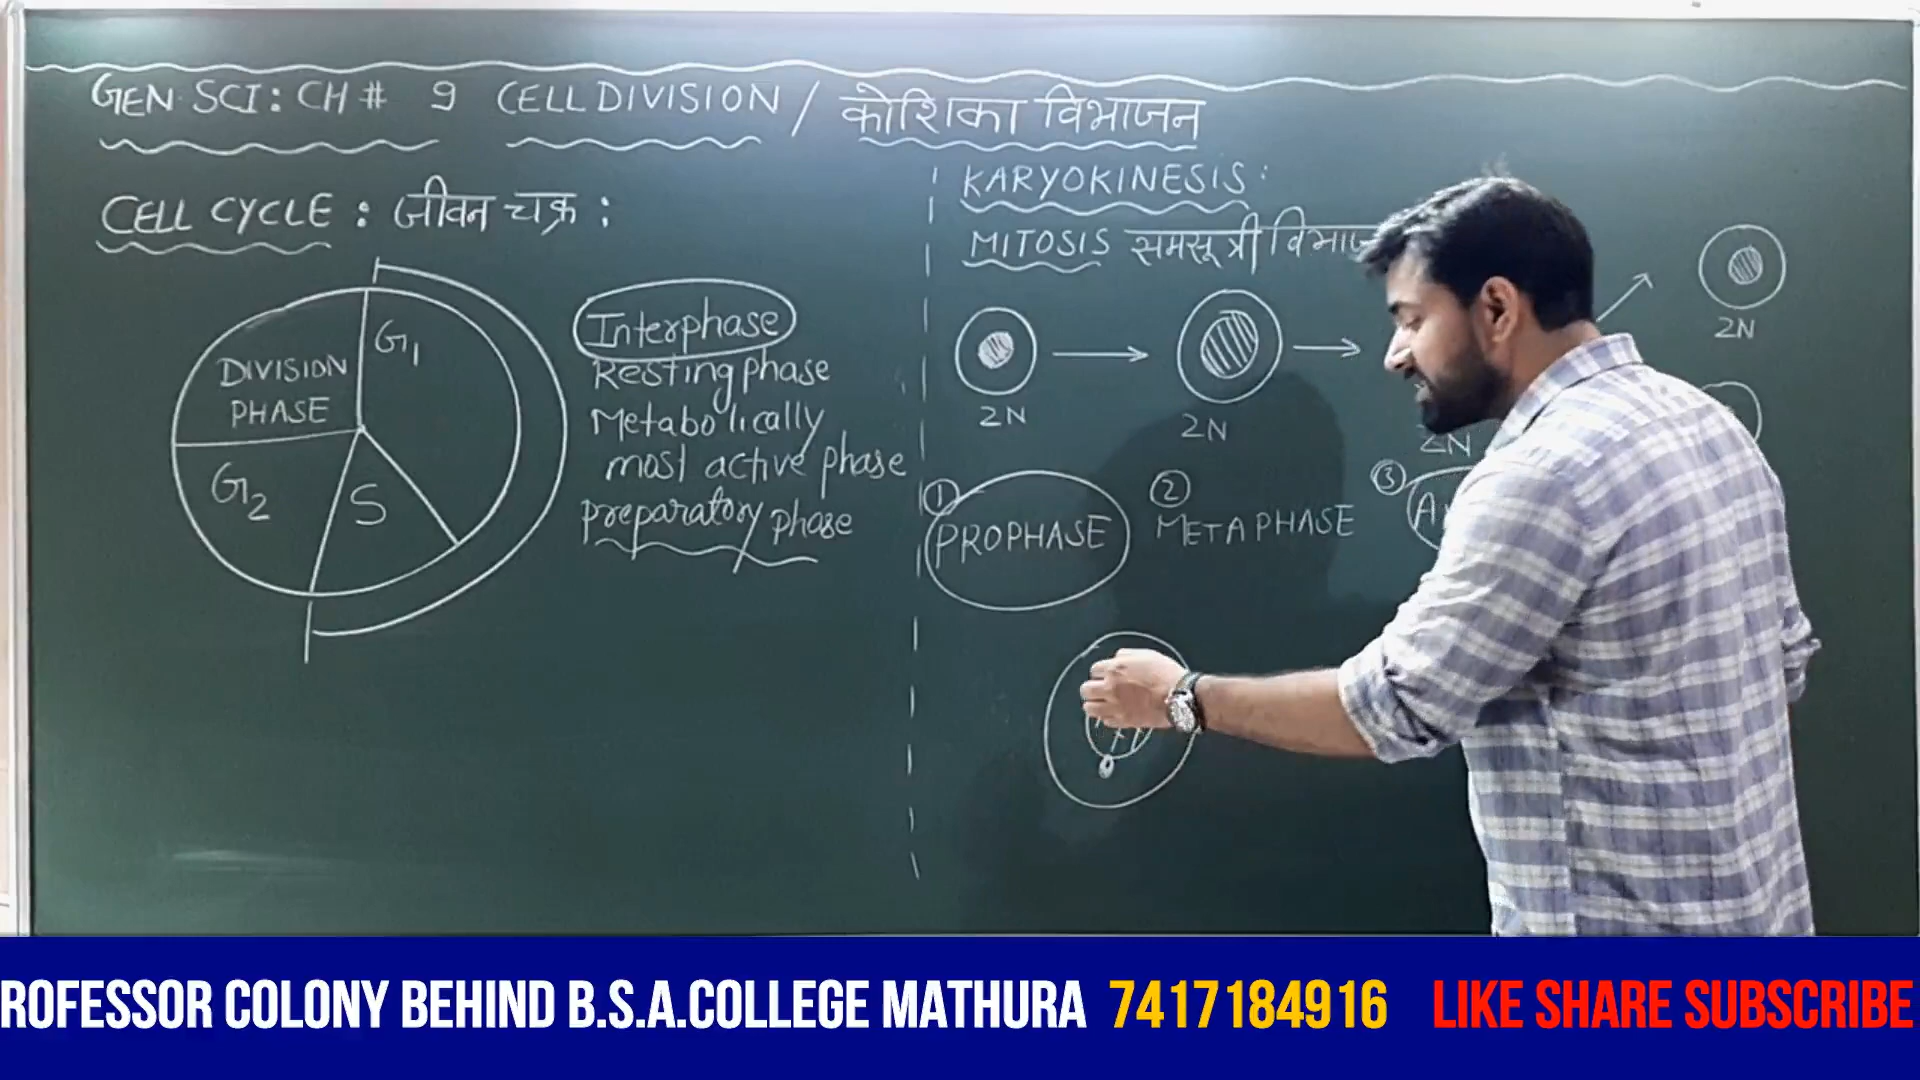 GEN. SCI: CH # 9 CELL DIVISION / कोशिका विभाजन
CELL CYCLE : जीवन चक्र :
DIVISION
PHASE
G1
G2
S
Interphase
Resting phase
Metabolically
most active phase
preparatory phase
KARYOKINESIS:
MITOSIS समसूत्री
2N
2N
2N
2N
① PROPHASE
② METAPHASE
③
ROFESSOR COLONY BEHIND B.S.A.COLLEGE MATHURA 7417184916 LIKE SHARE SUBSCRIBE